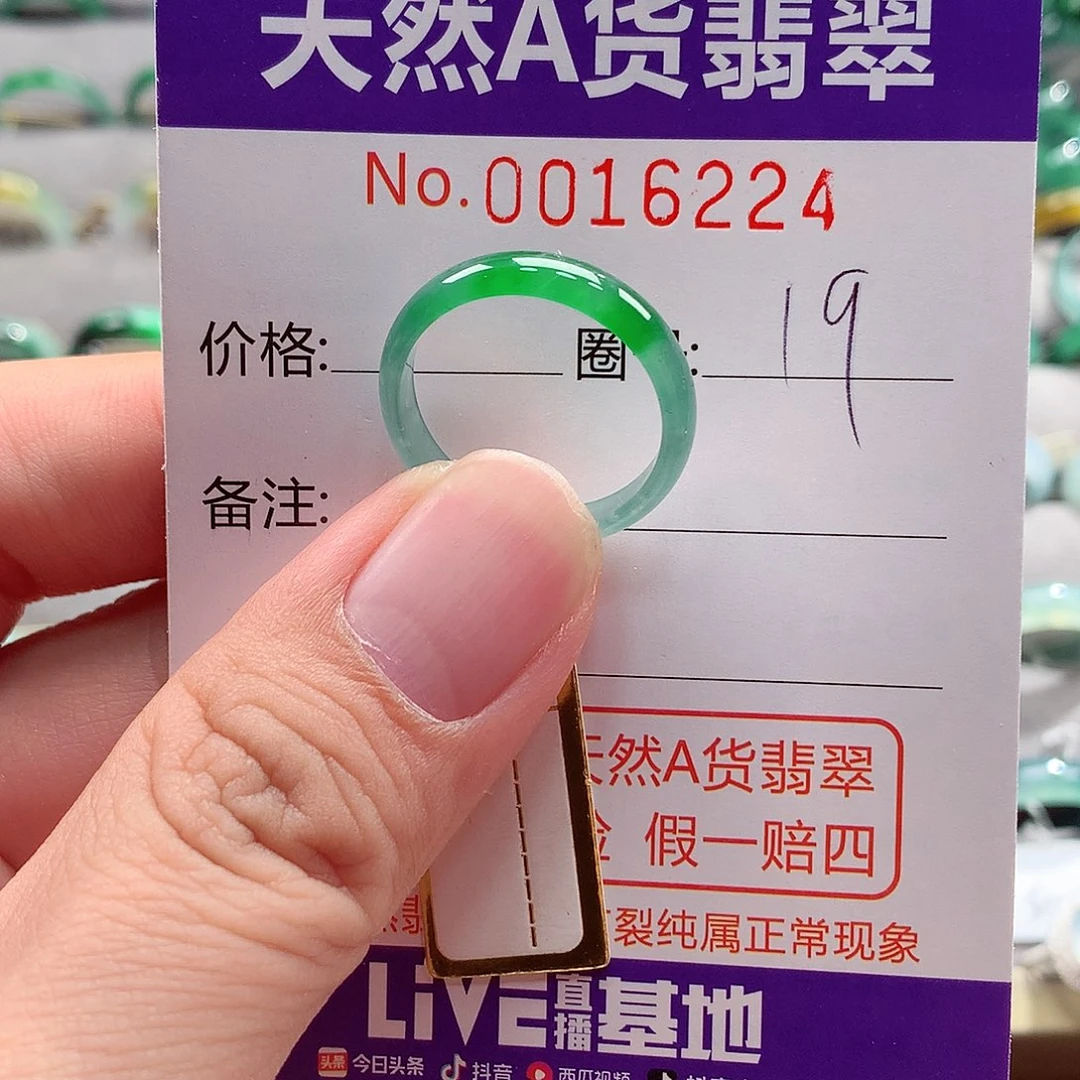 天然A货翡翠
No.0016224
价格: 圈 : 19
备注:
天然A货翡翠
假一赔四
裂纯属正常现象
LiVE直播基地
头条 今日头条 抖音 西瓜视频